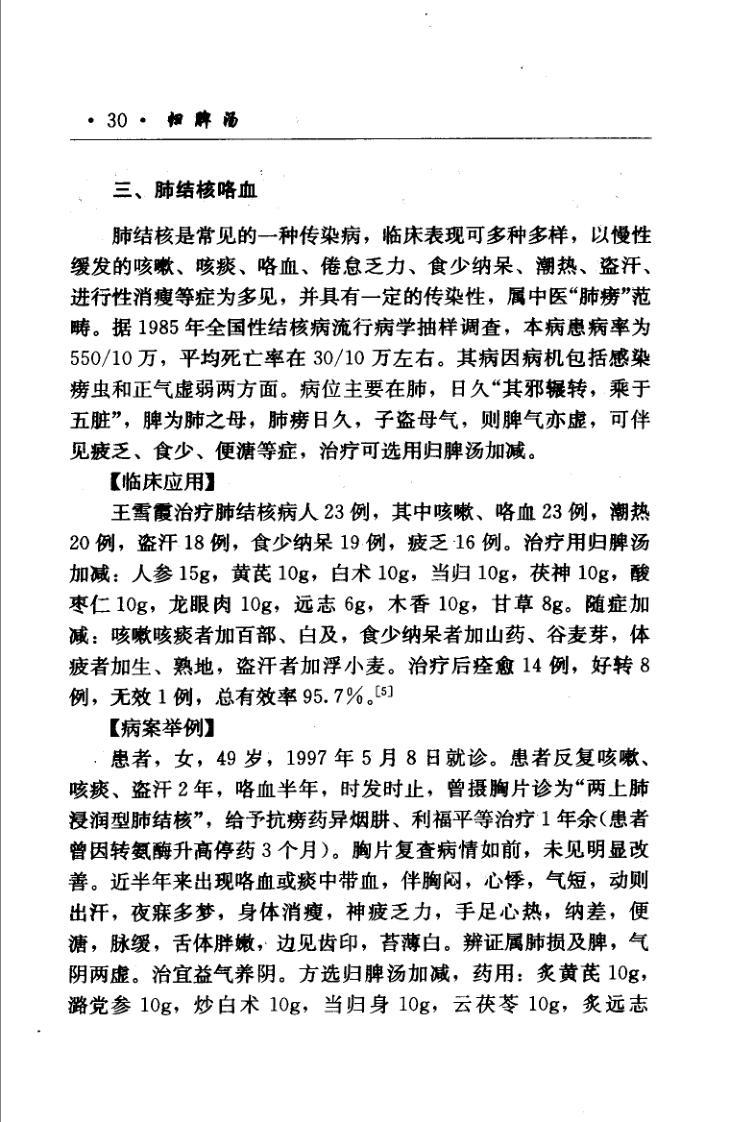 · 30 · 归脾汤
三、肺结核咯血
肺结核是常见的一种传染病，临床表现可多种多样，以慢性
缓发的咳嗽、咳痰、咯血、倦怠乏力、食少纳呆、潮热、盗汗、
进行性消瘦等症为多见，并具有一定的传染性，属中医“肺痨”范
畴。据 1985 年全国性结核病流行病学抽样调查，本病患病率为
550/10 万，平均死亡率在 30/10 万左右。其病因病机包括感染
痨虫和正气虚弱两方面。病位主要在肺，日久“其邪辗转，乘于
五脏”，脾为肺之母，肺痨日久，子盗母气，则脾气亦虚，可伴
见疲乏、食少、便溏等症，治疗可选用归脾汤加减。
【临床应用】
王雪霞治疗肺结核病人 23 例，其中咳嗽、咯血 23 例，潮热
20 例，盗汗 18 例，食少纳呆 19 例，疲乏 16 例。治疗用归脾汤
加减：人参 15g，黄芪 10g，白术 10g，当归 10g，茯神 10g，酸
枣仁 10g，龙眼肉 10g，远志 6g，木香 10g，甘草 8g。随症加
减：咳嗽咳痰者加百部、白及，食少纳呆者加山药、谷麦芽，体
疲者加生、熟地，盗汗者加浮小麦。治疗后痊愈 14 例，好转 8
例，无效 1 例，总有效率 95.7%。[5]
【病案举例】
患者，女，49 岁，1997 年 5 月 8 日就诊。患者反复咳嗽、
咳痰、盗汗 2 年，咯血半年，时发时止，曾摄胸片诊为“两上肺
浸润型肺结核”，给予抗痨药异烟肼、利福平等治疗 1 年余(患者
曾因转氨酶升高停药 3 个月)。胸片复查病情如前，未见明显改
善。近半年来出现咯血或痰中带血，伴胸闷，心悸，气短，动则
出汗，夜寐多梦，身体消瘦，神疲乏力，手足心热，纳差，便
溏，脉缓，舌体胖嫩，边见齿印，苔薄白。辨证属肺损及脾，气
阴两虚。治宜益气养阴。方选归脾汤加减，药用：炙黄芪 10g，
潞党参 10g，炒白术 10g，当归身 10g，云茯苓 10g，炙远志